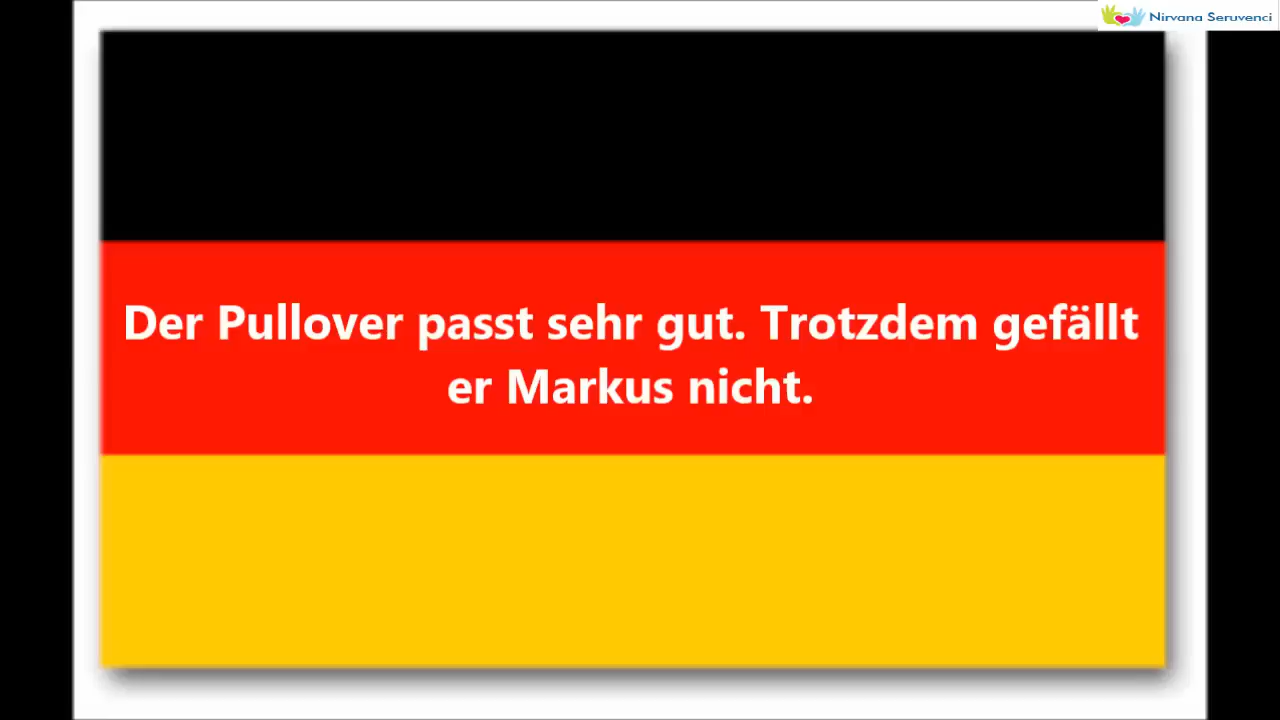 Nirvana Seruvenci
Der Pullover passt sehr gut. Trotzdem gefällt
er Markus nicht.